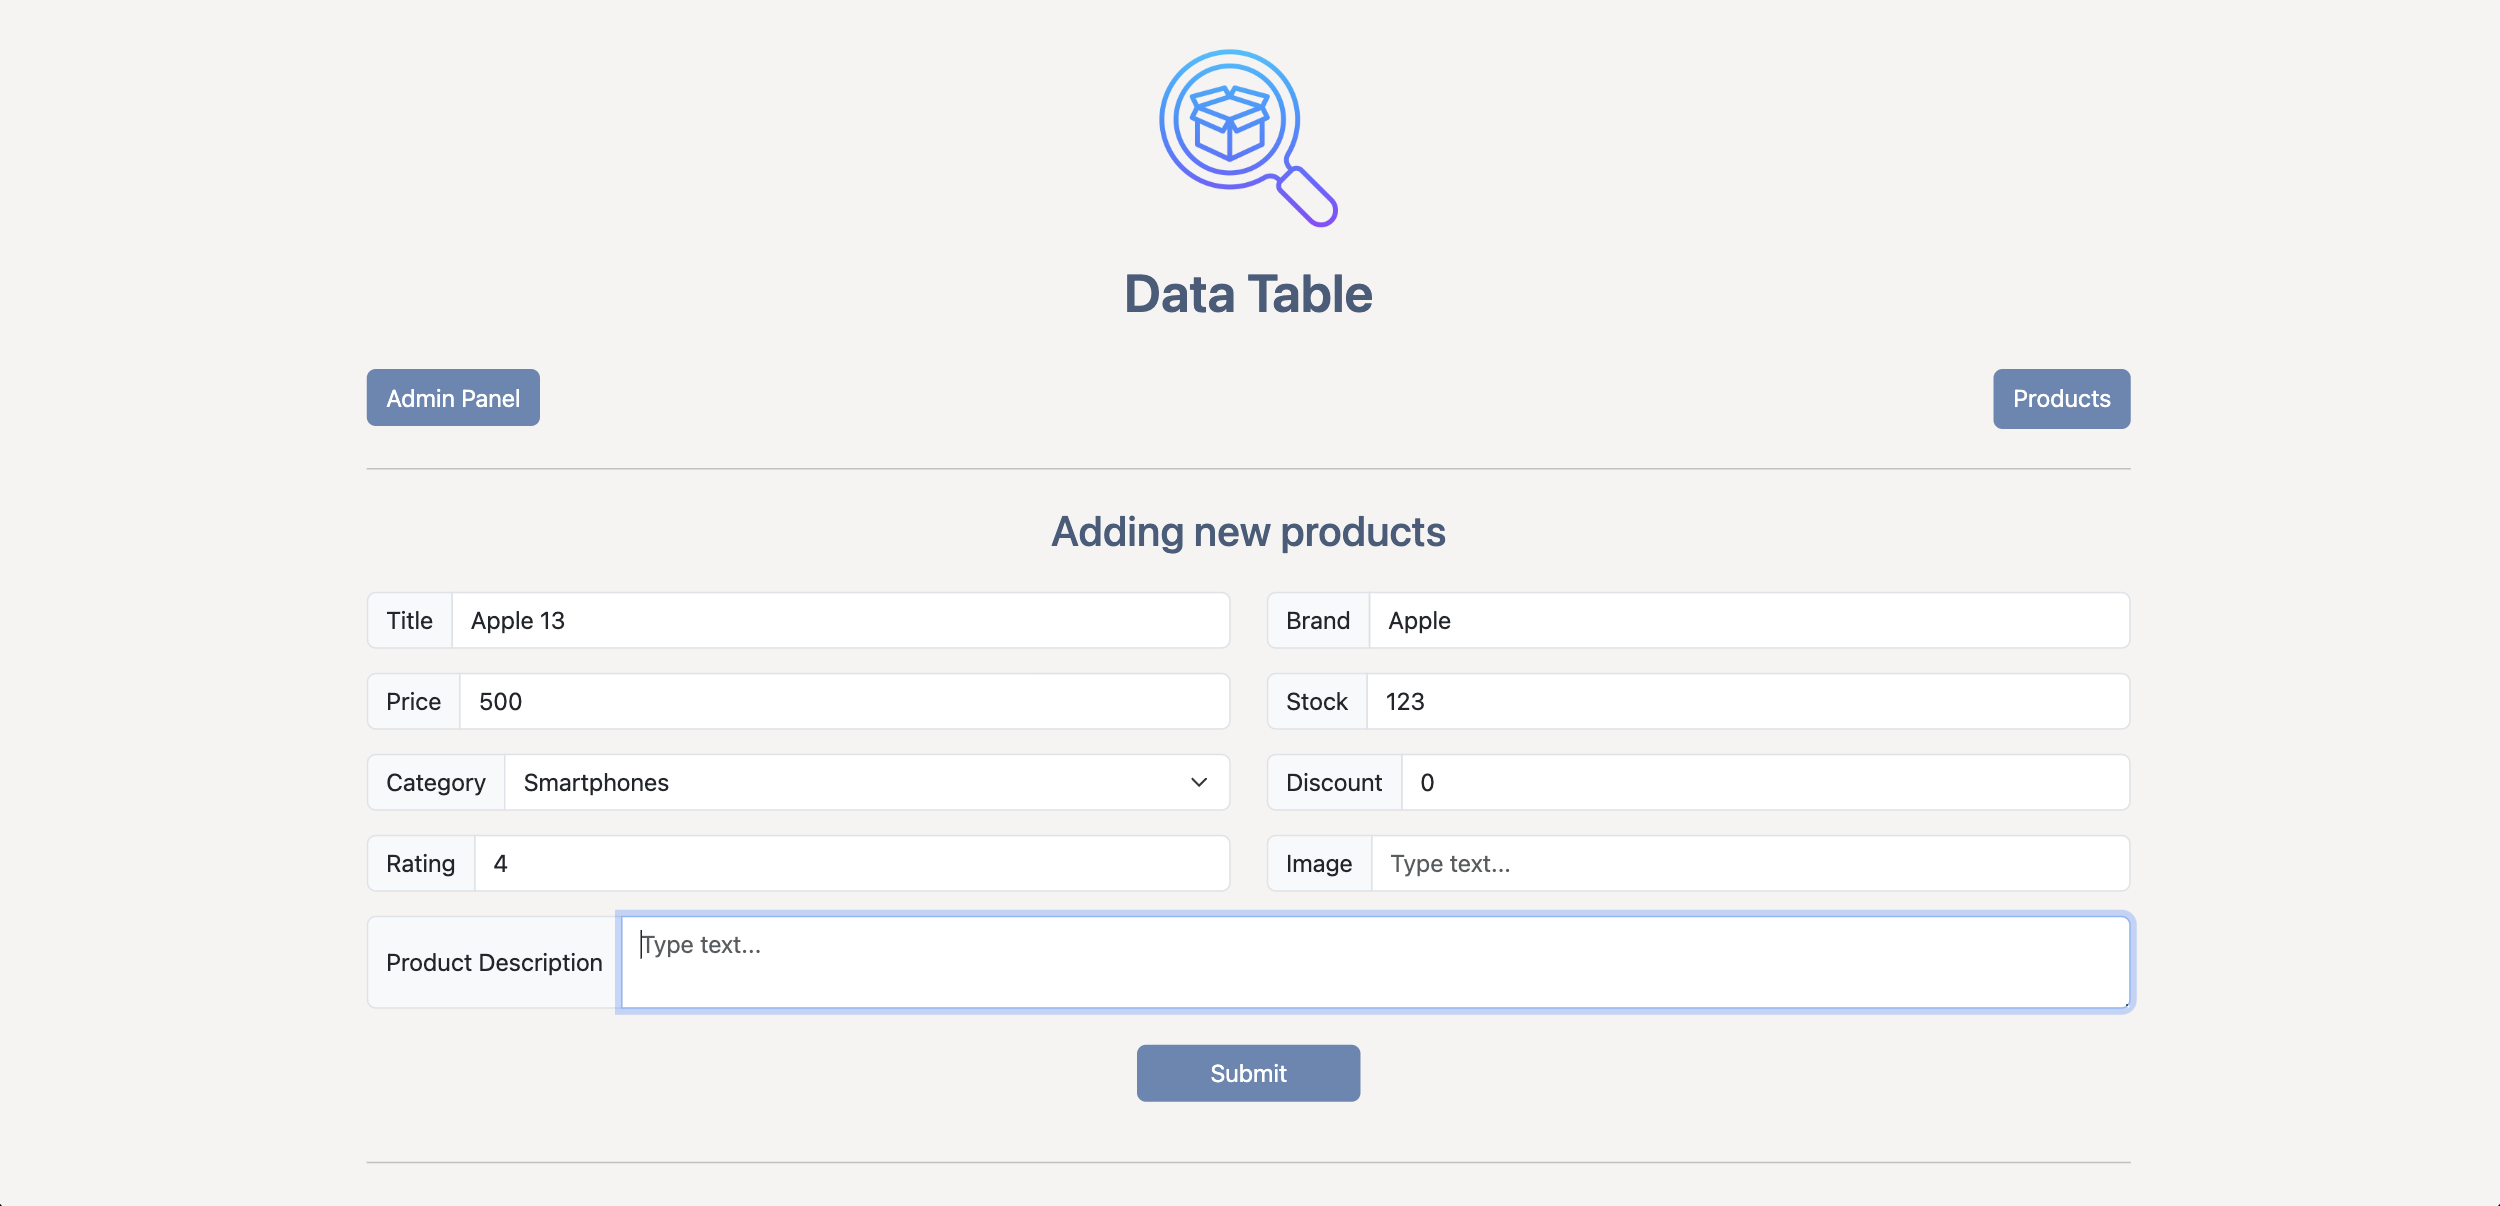 Data Table
Admin Panel
Products
Adding new products
Title Apple 13
Brand Apple
Price 500
Stock 123
Category Smartphones
Discount 0
Rating 4
Image Type text...
Product Description Type text...
Submit